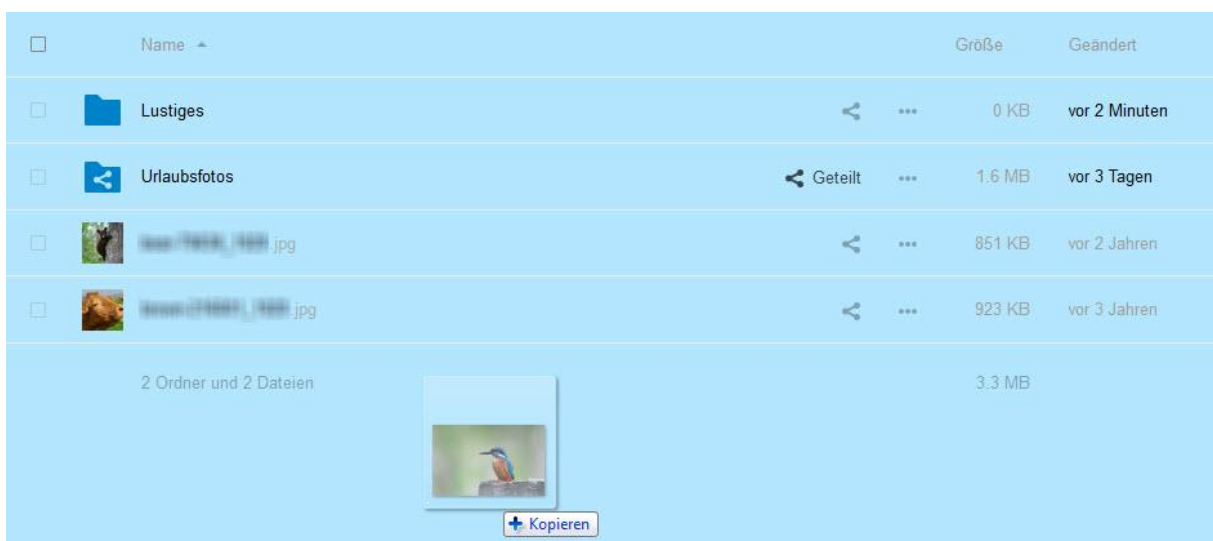 Name Größe Geändert
Lustiges 0 KB vor 2 Minuten
Urlaubsfotos Geteilt 1.6 MB vor 3 Tagen
.jpg 851 KB vor 2 Jahren
.jpg 923 KB vor 3 Jahren
2 Ordner und 2 Dateien 3.3 MB
Kopieren